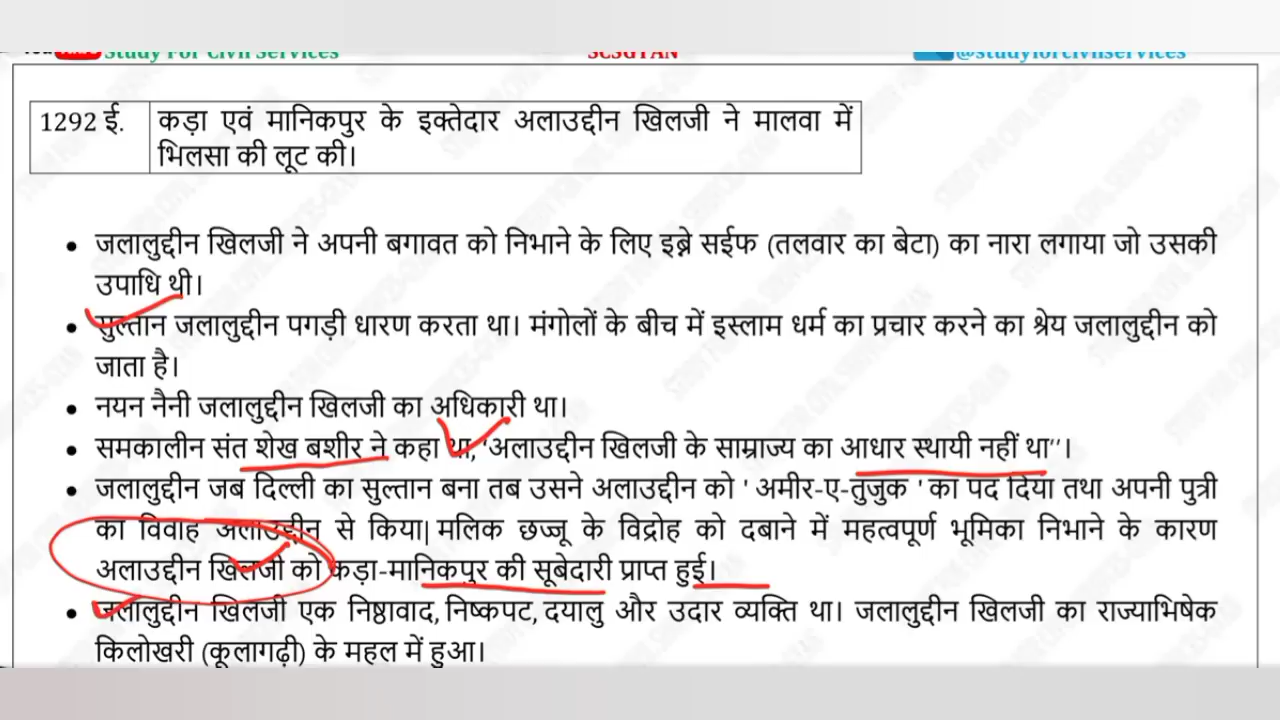 Study For Civil Services SCSGYAN @studyforcivilservices
1292 ई. कड़ा एवं मानिकपुर के इक्तेदार अलाउद्दीन खिलजी ने मालवा में
भिलसा की लूट की।
• जलालुद्दीन खिलजी ने अपनी बगावत को निभाने के लिए इब्ने सईफ (तलवार का बेटा) का नारा लगाया जो उसकी
उपाधि थी।
• सुल्तान जलालुद्दीन पगड़ी धारण करता था। मंगोलों के बीच में इस्लाम धर्म का प्रचार करने का श्रेय जलालुद्दीन को
जाता है।
• नयन नैनी जलालुद्दीन खिलजी का अधिकारी था।
• समकालीन संत शेख बशीर ने कहा था, 'अलाउद्दीन खिलजी के साम्राज्य का आधार स्थायी नहीं था''।
• जलालुद्दीन जब दिल्ली का सुल्तान बना तब उसने अलाउद्दीन को ' अमीर-ए-तुजुक ' का पद दिया तथा अपनी पुत्री
का विवाह अलाउद्दीन से किया| मलिक छज्जू के विद्रोह को दबाने में महत्वपूर्ण भूमिका निभाने के कारण
अलाउद्दीन खिलजी को कड़ा-मानिकपुर की सूबेदारी प्राप्त हुई।
• जलालुद्दीन खिलजी एक निष्ठावाद, निष्कपट, दयालु और उदार व्यक्ति था। जलालुद्दीन खिलजी का राज्याभिषेक
किलोखरी (कूलागढ़ी) के महल में हुआ।